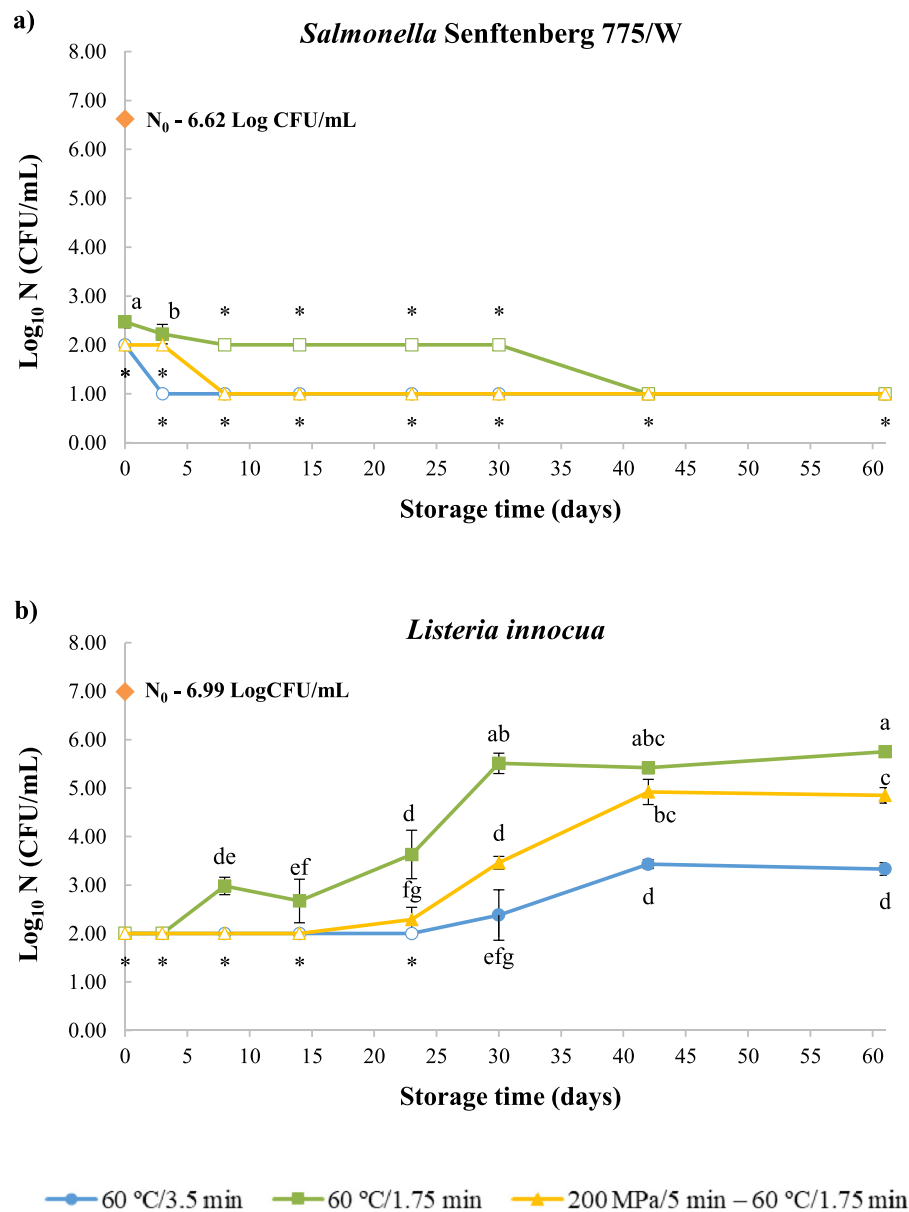 a)
Salmonella Senftenberg 775/W
8.00
7.00
N0 - 6.62 Log CFU/mL
6.00
5.00
4.00
3.00
2.00
1.00
0.00
Log10 N (CFU/mL)
a
b
* * * *
* *
* * * * * * *
0 5 10 15 20 25 30 35 40 45 50 55 60
Storage time (days)
b)
Listeria innocua
8.00
7.00
N0 - 6.99 LogCFU/mL
6.00
5.00
4.00
3.00
2.00
1.00
0.00
Log10 N (CFU/mL)
ab
abc
a
c
bc
d
d
de
ef
fg
d
d
efg
* * * * *
0 5 10 15 20 25 30 35 40 45 50 55 60
Storage time (days)
60 ºC/3.5 min
60 ºC/1.75 min
200 MPa/5 min – 60 ºC/1.75 min